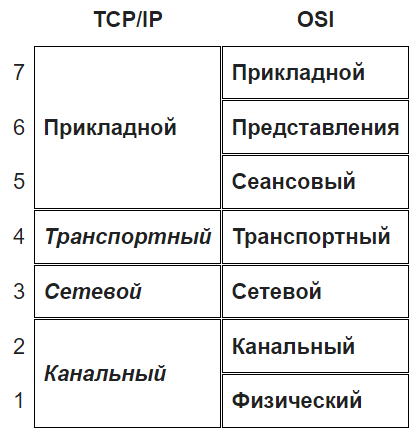 TCP/IP OSI
7 Прикладной
6 Прикладной Представления
5 Сеансовый
4 Транспортный Транспортный
3 Сетевой Сетевой
2 Канальный
Канальный
1 Физический